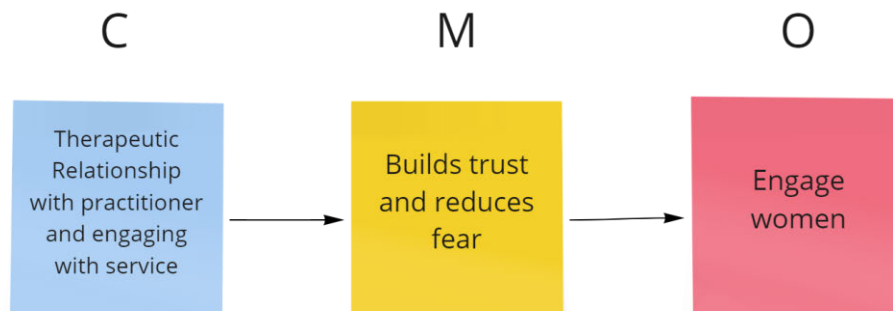 C
M
O
Therapeutic
Relationship
with practitioner
and engaging
with service
Builds trust
and reduces
fear
Engage
women